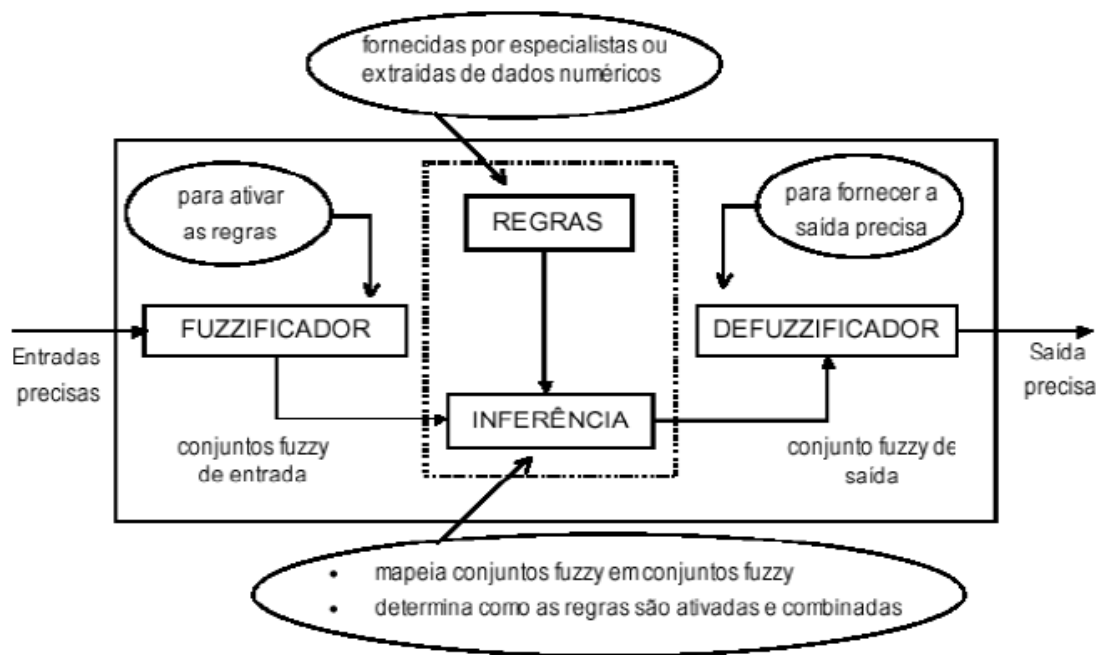 fornecidas por especialistas ou
extraídas de dados numéricos
para ativar
as regras
REGRAS
para fornecer a
saída precisa
FUZZIFICADOR
DEFUZZIFICADOR
Entradas
precisas
Saída
precisa
INFERÊNCIA
conjuntos fuzzy
de entrada
conjunto fuzzy de
saída
• mapeia conjuntos fuzzy em conjuntos fuzzy
• determina como as regras são ativadas e combinadas